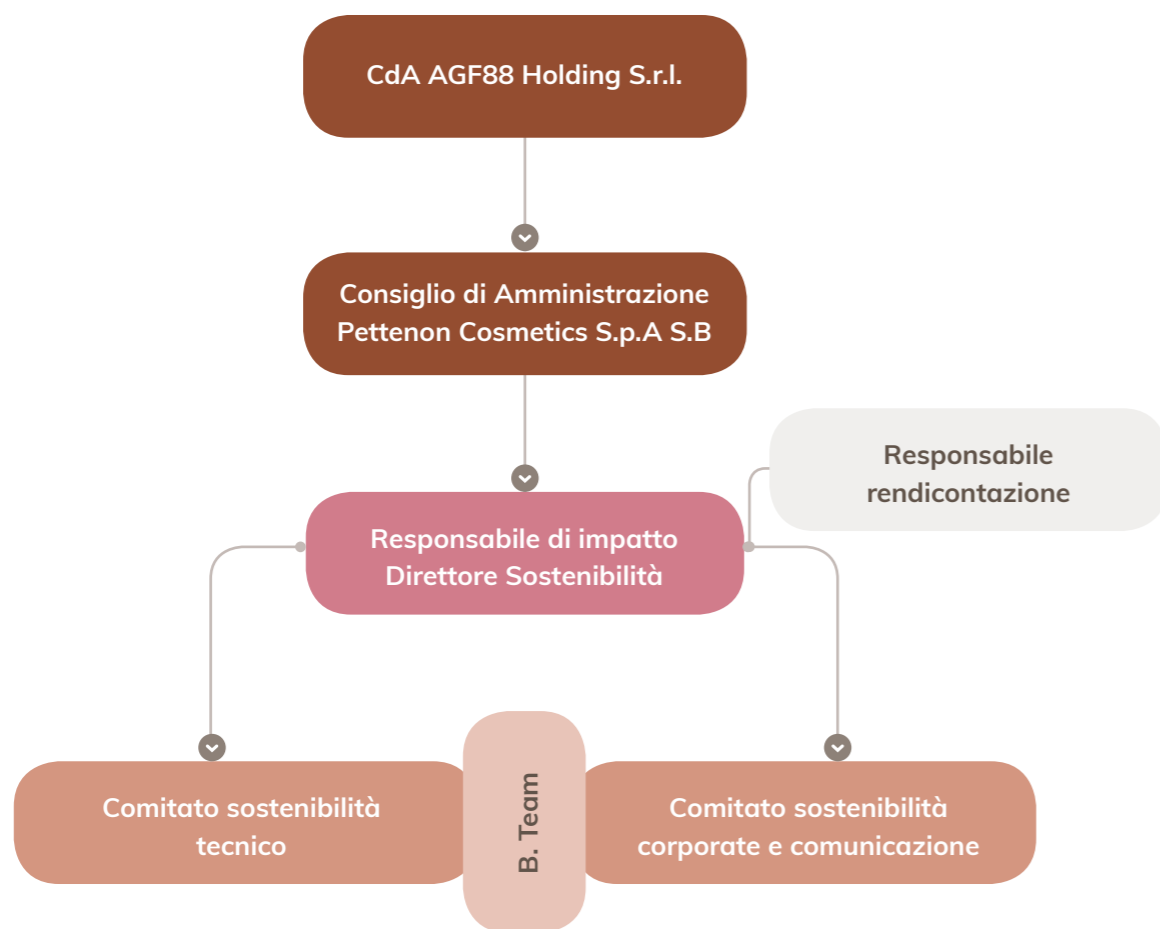 CdA AGF88 Holding S.r.l.
Consiglio di Amministrazione
Pettenon Cosmetics S.p.A S.B
Responsabile
rendicontazione
Responsabile di impatto
Direttore Sostenibilità
Comitato sostenibilità
tecnico
B. Team
Comitato sostenibilità
corporate e comunicazione